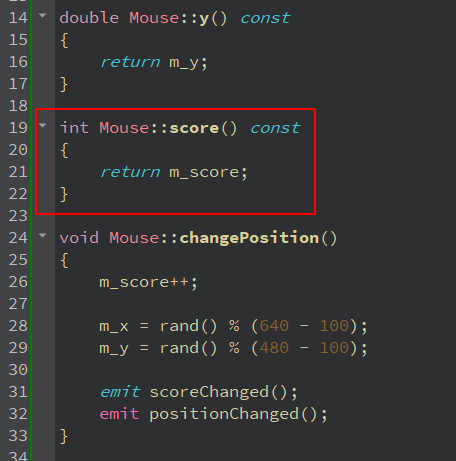 14 double Mouse::y() const
15 {
16     return m_y;
17 }
18
19 int Mouse::score() const
20 {
21     return m_score;
22 }
23
24 void Mouse::changePosition()
25 {
26     m_score++;
27
28     m_x = rand() % (640 - 100);
29     m_y = rand() % (480 - 100);
30
31     emit scoreChanged();
32     emit positionChanged();
33 }
34